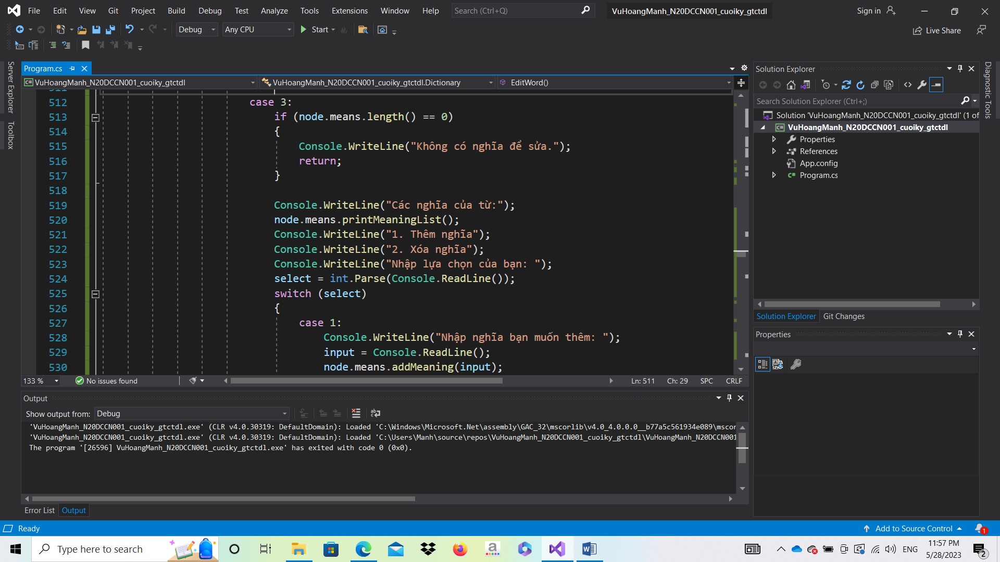 File Edit View Git Project Build Debug Test Analyze Tools Extensions Window Help Search (Ctrl+Q) VuHoangManh_N20DCCN001_cuoiky_gtctdl Sign in
Debug Any CPU Start Live Share
Server Explorer
Toolbox
Program.cs
VuHoangManh_N20DCCN001_cuoiky_gtctdl VuHoangManh_N20DCCN001_cuoiky_gtctdl.Dictionary EditWord()
512 case 3:
513 if (node.means.length() == 0)
514 {
515 Console.WriteLine("Không có nghĩa để sửa.");
516 return;
517 }
518
519 Console.WriteLine("Các nghĩa của từ:");
520 node.means.printMeaningList();
521 Console.WriteLine("1. Thêm nghĩa");
522 Console.WriteLine("2. Xóa nghĩa");
523 Console.WriteLine("Nhập lựa chọn của bạn: ");
524 select = int.Parse(Console.ReadLine());
525 switch (select)
526 {
527 case 1:
528 Console.WriteLine("Nhập nghĩa bạn muốn thêm: ");
529 input = Console.ReadLine();
530 node.means.addMeaning(input);
133 % No issues found Ln: 511 Ch: 29 SPC CRLF
Output
Show output from: Debug
'VuHoangManh_N20DCCN001_cuoiky_gtctdl.exe' (CLR v4.0.30319: DefaultDomain): Loaded 'C:\Windows\Microsoft.Net\assembly\GAC_32\mscorlib\v4.0_4.0.0.0__b77a5c561934e089\mscor
'VuHoangManh_N20DCCN001_cuoiky_gtctdl.exe' (CLR v4.0.30319: DefaultDomain): Loaded 'C:\Users\Manh\source\repos\VuHoangManh_N20DCCN001_cuoiky_gtctdl\VuHoangManh_N20DCCN001
The program '[26596] VuHoangManh_N20DCCN001_cuoiky_gtctdl.exe' has exited with code 0 (0x0).
Error List Output
Solution Explorer
Search Solution Explorer (Ctrl+;)
Solution 'VuHoangManh_N20DCCN001_cuoiky_gtctdl' (1 of
VuHoangManh_N20DCCN001_cuoiky_gtctdl
Properties
References
App.config
Program.cs
Solution Explorer Git Changes
Properties
Diagnostic Tools
Ready Add to Source Control 1
Type here to search ENG 11:57 PM
5/28/2023 2